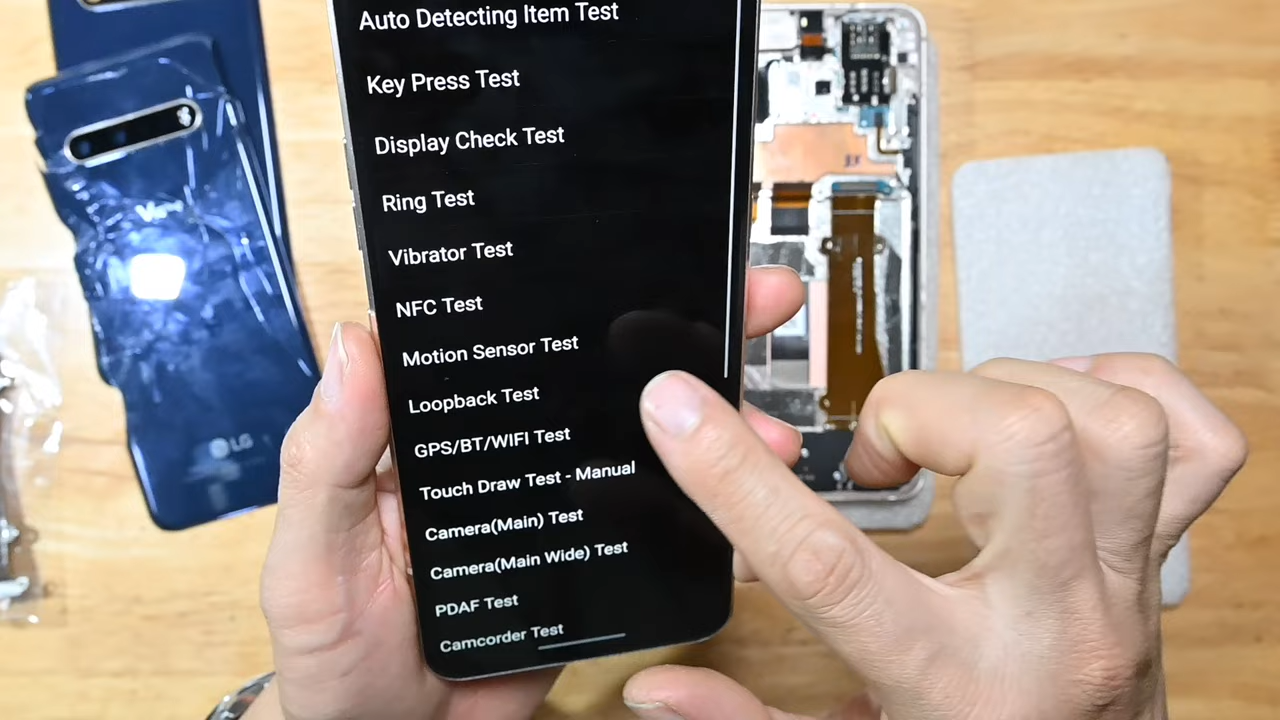 Auto Detecting Item Test
Key Press Test
Display Check Test
Ring Test
Vibrator Test
NFC Test
Motion Sensor Test
Loopback Test
GPS/BT/WIFI Test
Touch Draw Test - Manual
Camera(Main) Test
Camera(Main Wide) Test
PDAF Test
Camcorder Test
LG